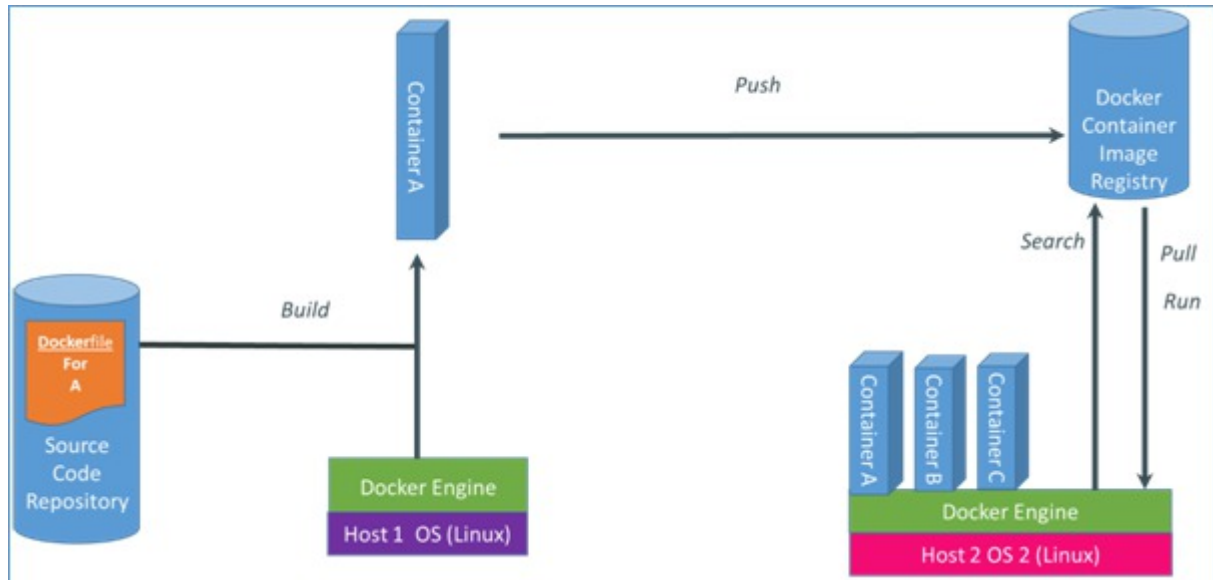 Container A
Push
Docker
Container
Image
Registry
Search
Pull
Run
Build
Dockerfile
For
A
Source
Code
Repository
Docker Engine
Host 1 OS (Linux)
Container A
Container B
Container C
Docker Engine
Host 2 OS 2 (Linux)